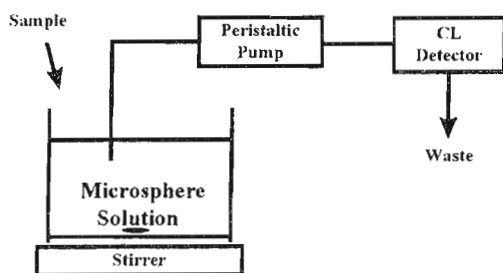 Sample
Peristaltic
Pump
CL
Detector
Waste
Microsphere
Solution
Stirrer